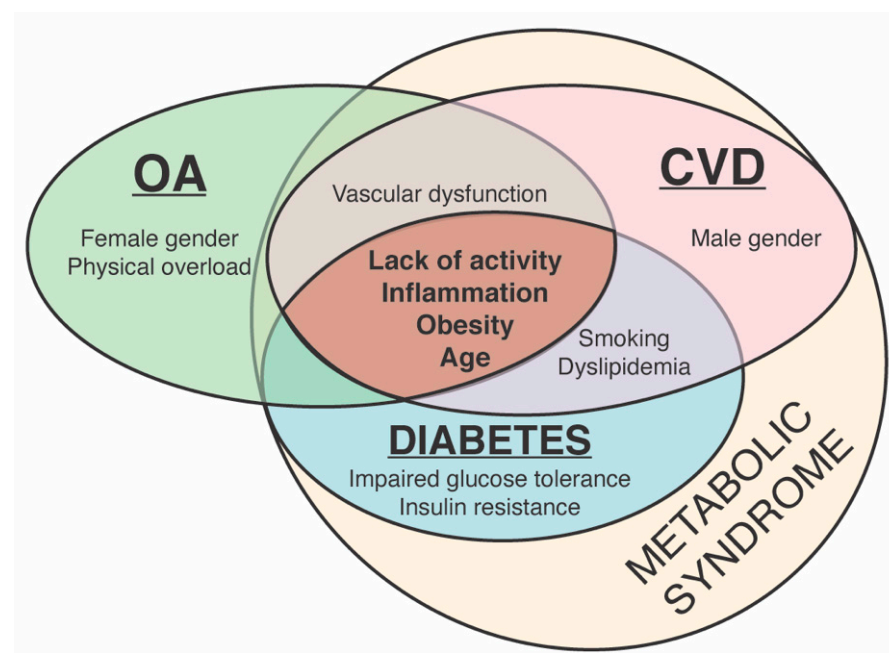 OA
Female gender
Physical overload
CVD
Male gender
Vascular dysfunction
Lack of activity
Inflammation
Obesity
Age
Smoking
Dyslipidemia
DIABETES
Impaired glucose tolerance
Insulin resistance
METABOLIC
SYNDROME